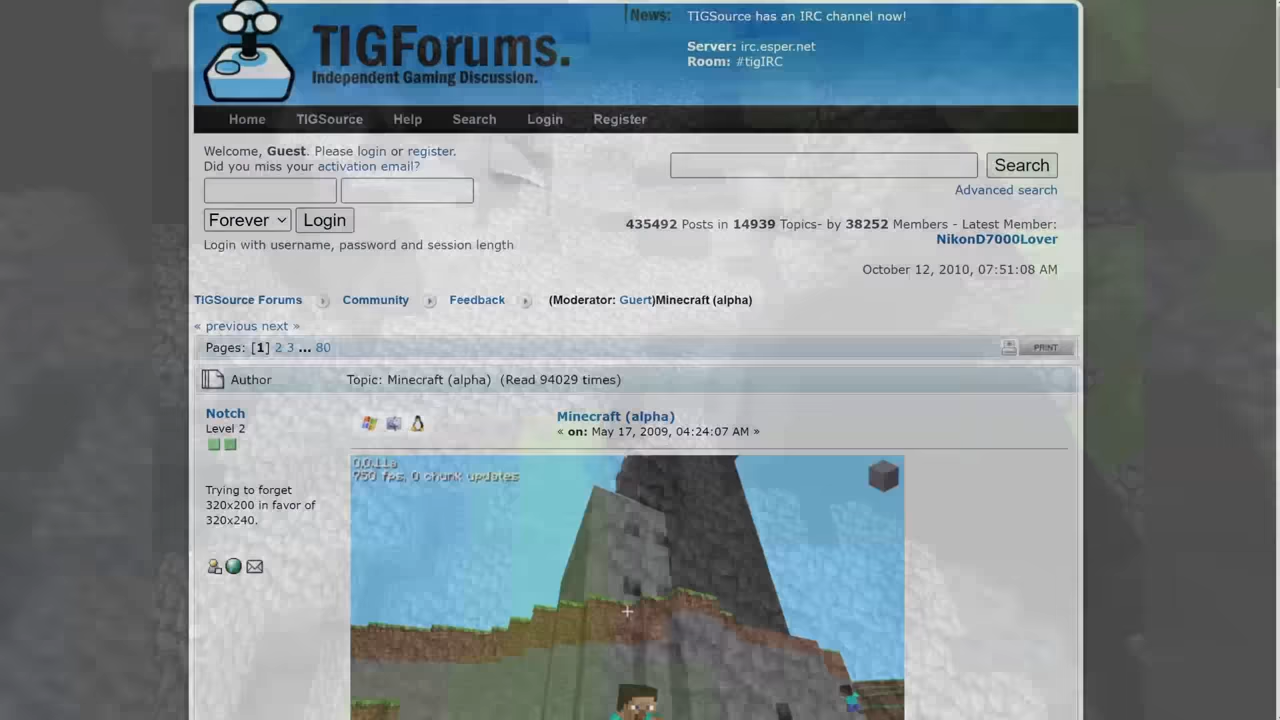 News: TIGSource has an IRC channel now!
TIGForums.
Independent Gaming Discussion.
Server: irc.esper.net
Room: #tigIRC
Home TIGSource Help Search Login Register
Welcome, Guest. Please login or register.
Did you miss your activation email?
Search
Advanced search
Forever Login
435492 Posts in 14939 Topics- by 38252 Members - Latest Member:
NikonD7000Lover
Login with username, password and session length
October 12, 2010, 07:51:08 AM
TIGSource Forums Community Feedback (Moderator: Guert)Minecraft (alpha)
« previous next »
Pages: [1] 2 3 ... 80 PRINT
Author Topic: Minecraft (alpha) (Read 94029 times)
Notch
Level 2
Minecraft (alpha)
« on: May 17, 2009, 04:24:07 AM »
0.0.11a
750 fps, 0 chunk updates
Trying to forget
320x200 in favor of
320x240.